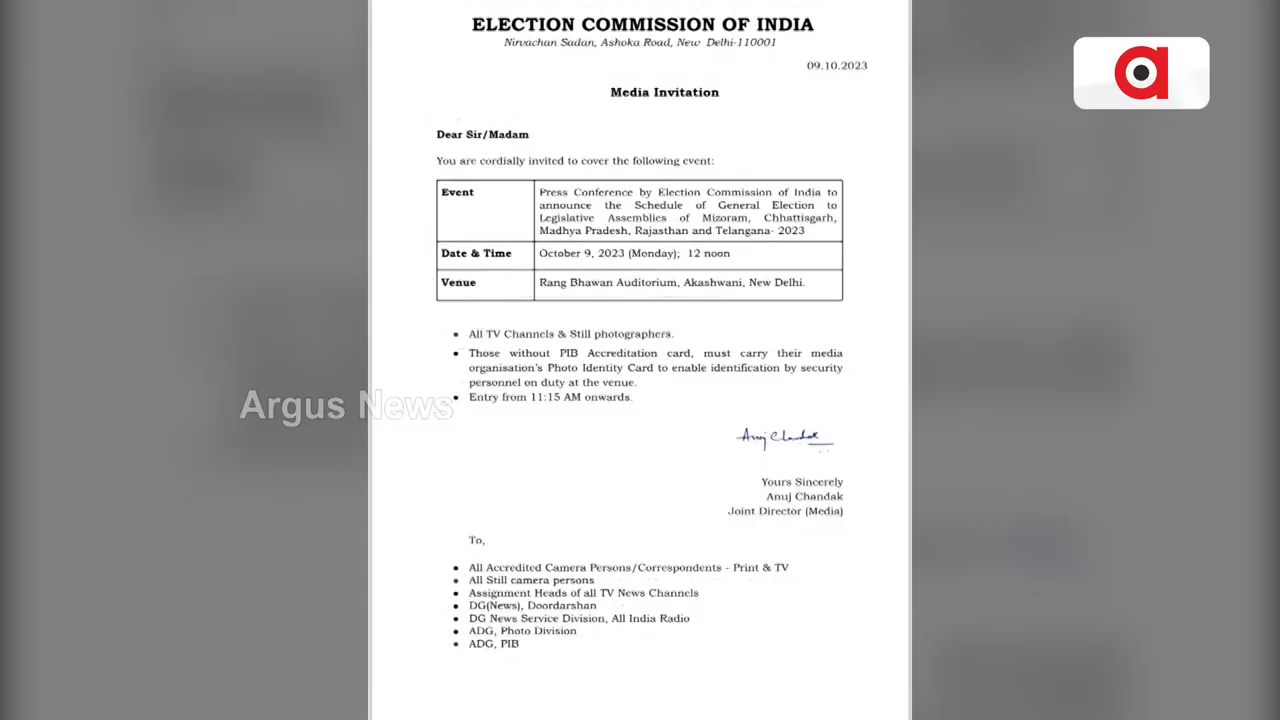 ELECTION COMMISSION OF INDIA
Nirvachan Sadan, Ashoka Road, New Delhi-110001
09.10.2023
Media Invitation
Dear Sir/Madam
You are cordially invited to cover the following event:
Event
Press Conference by Election Commission of India to
announce the Schedule of General Election to
Legislative Assemblies of Mizoram, Chhattisgarh,
Madhya Pradesh, Rajasthan and Telangana- 2023
Date & Time
October 9, 2023 (Monday); 12 noon
Venue
Rang Bhawan Auditorium, Akashwani, New Delhi.
• All TV Channels & Still photographers.
• Those without PIB Accreditation card, must carry their media
organisation's Photo Identity Card to enable identification by security
personnel on duty at the venue.
• Entry from 11:15 AM onwards.
Argus News
Anuj Chandak
Yours Sincerely
Anuj Chandak
Joint Director (Media)
To,
• All Accredited Camera Persons/Correspondents - Print & TV
• All Still camera persons
• Assignment Heads of all TV News Channels
• DG(News), Doordarshan
• DG News Service Division, All India Radio
• ADG, Photo Division
• ADG, PIB
a